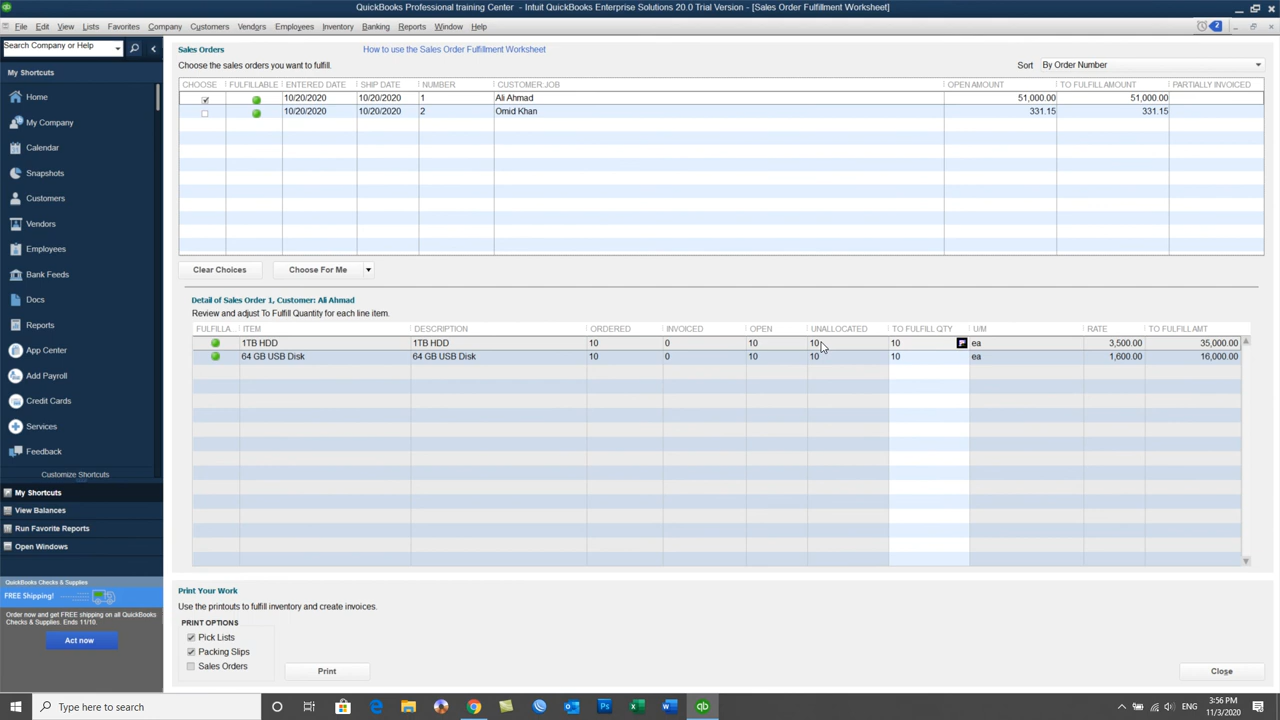 QuickBooks Professional training Center - Intuit QuickBooks Enterprise Solutions 20.0 Trial Version - [Sales Order Fulfillment Worksheet]
File Edit View Lists Favorites Company Customers Vendors Employees Inventory Banking Reports Window Help 2
Search Company or Help
My Shortcuts
Home
My Company
Calendar
Snapshots
Customers
Vendors
Employees
Bank Feeds
Docs
Reports
App Center
Add Payroll
Credit Cards
Services
Feedback
Customize Shortcuts
My Shortcuts
View Balances
Run Favorite Reports
Open Windows
QuickBooks Checks & Supplies
FREE Shipping!
Order now and get FREE shipping on all QuickBooks
Checks & Supplies. Ends 11/10.
Act now
Sales Orders How to use the Sales Order Fulfillment Worksheet
Choose the sales orders you want to fulfill. Sort By Order Number
CHOOSE FULFILLABLE ENTERED DATE SHIP DATE NUMBER CUSTOMER:JOB OPEN AMOUNT TO FULFILL AMOUNT PARTIALLY INVOICED
10/20/2020 10/20/2020 1 Ali Ahmad 51,000.00 51,000.00
10/20/2020 10/20/2020 2 Omid Khan 331.15 331.15
Clear Choices Choose For Me
Detail of Sales Order 1, Customer: Ali Ahmad
Review and adjust To Fulfill Quantity for each line item.
FULFILLA... ITEM DESCRIPTION ORDERED INVOICED OPEN UNALLOCATED TO FULFILL QTY U/M RATE TO FULFILL AMT
1TB HDD 1TB HDD 10 0 10 10 10 ea 3,500.00 35,000.00
64 GB USB Disk 64 GB USB Disk 10 0 10 10 10 ea 1,600.00 16,000.00
Print Your Work
Use the printouts to fulfill inventory and create invoices.
PRINT OPTIONS
Pick Lists
Packing Slips
Sales Orders
Print Close
Type here to search
ENG
3:56 PM
11/3/2020